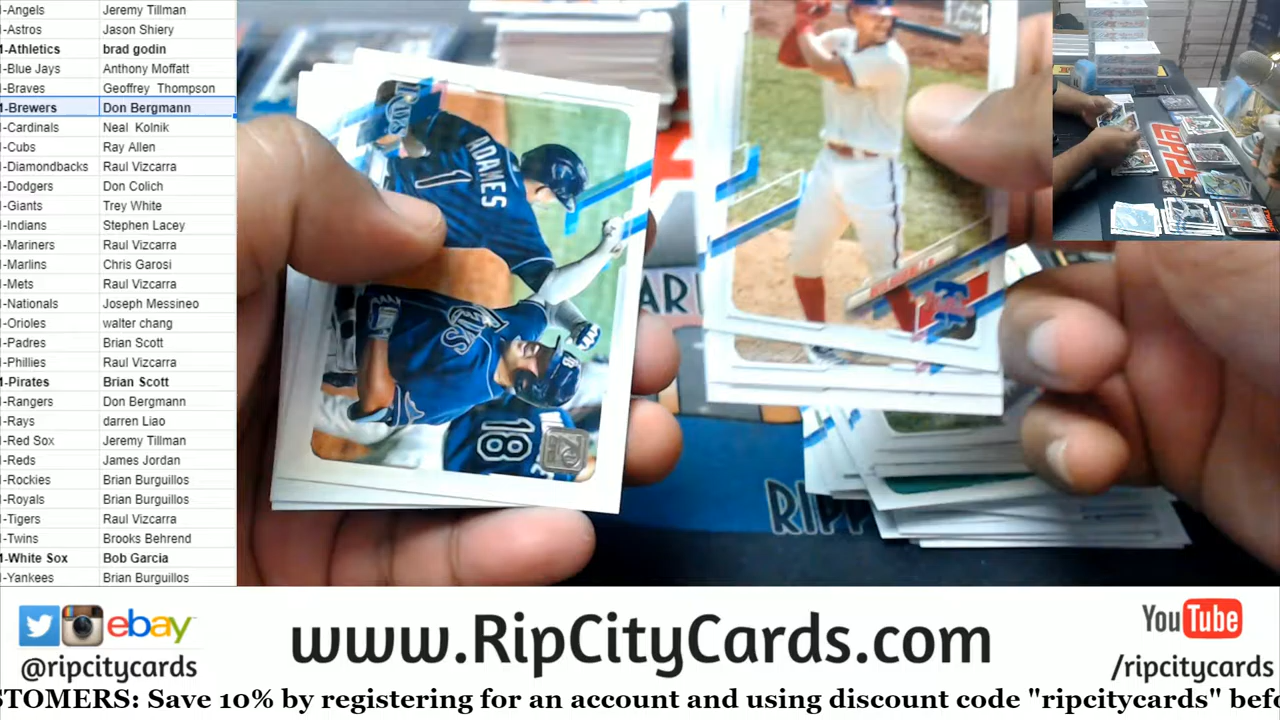 -Angels Jeremy Tillman
-Astros Jason Shiery
-Athletics brad godin
-Blue Jays Anthony Moffatt
-Braves Geoffrey Thompson
-Brewers Don Bergmann
-Cardinals Neal Kolnik
-Cubs Ray Allen
-Diamondbacks Raul Vizcarra
-Dodgers Don Colich
-Giants Trey White
-Indians Stephen Lacey
-Mariners Raul Vizcarra
-Marlins Chris Garosi
-Mets Raul Vizcarra
-Nationals Joseph Messineo
-Orioles walter chang
-Padres Brian Scott
-Phillies Raul Vizcarra
-Pirates Brian Scott
-Rangers Don Bergmann
-Rays darren Liao
-Red Sox Jeremy Tillman
-Reds James Jordan
-Rockies Brian Burguillos
-Royals Brian Burguillos
-Tigers Raul Vizcarra
-Twins Brooks Behrend
-White Sox Bob Garcia
-Yankees Brian Burguillos
ADAMES
1
18
RIPP
ebay
@ripcitycards
www.RipCityCards.com
YouTube
/ripcitycards
STOMERS: Save 10% by registering for an account and using discount code "ripcitycards" befo